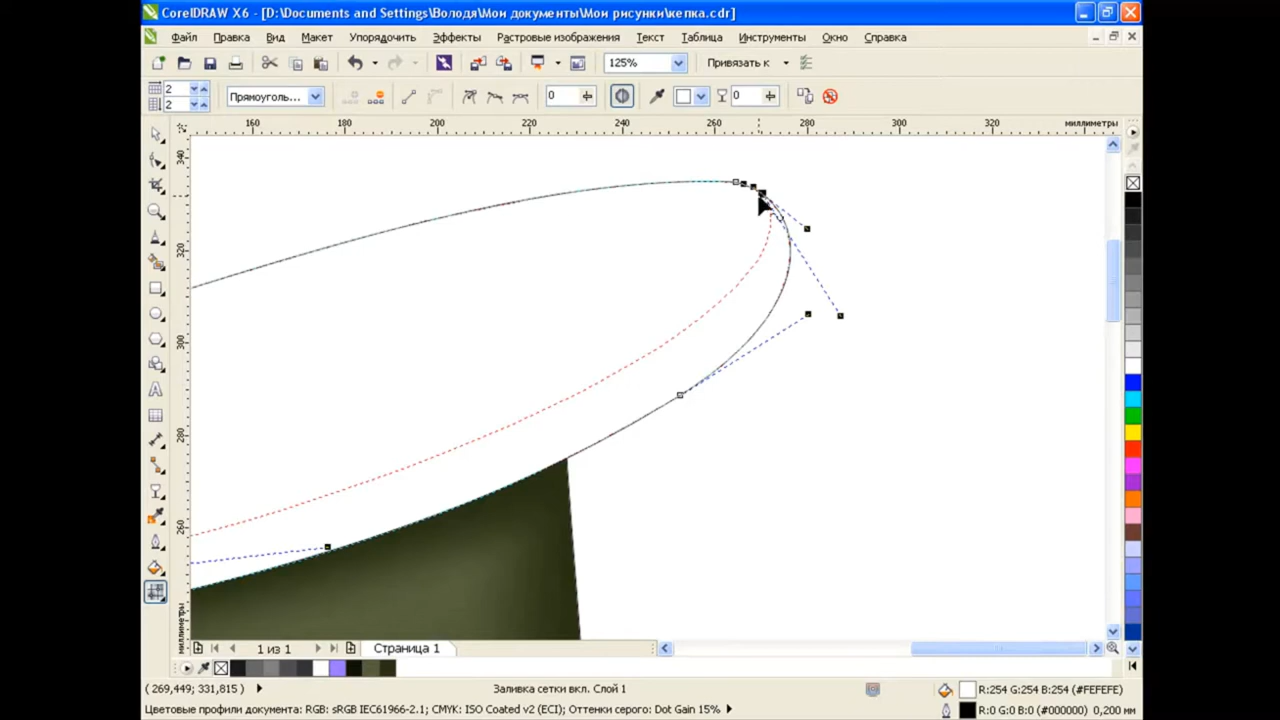 CorelDRAW X6 - [D:\Documents and Settings\Володя\Мои документы\Мои рисунки\кепка.cdr]
Файл Правка Вид Макет Упорядочить Эффекты Растровые изображения Текст Таблица Инструменты Окно Справка
125% Привязать к
2
2
Прямоуголь... 0 0
160 180 200 220 240 260 280 300 320 миллиметры
340
320
300
280
260
миллиметры
1 из 1 Страница 1
( 269,449; 331,815 ) Заливка сетки вкл. Слой 1 R:254 G:254 B:254 (#FEFEFE)
Цветовые профили документа: RGB: sRGB IEC61966-2.1; CMYK: ISO Coated v2 (ECI); Оттенки серого: Dot Gain 15% R:0 G:0 B:0 (#000000) 0,200 мм